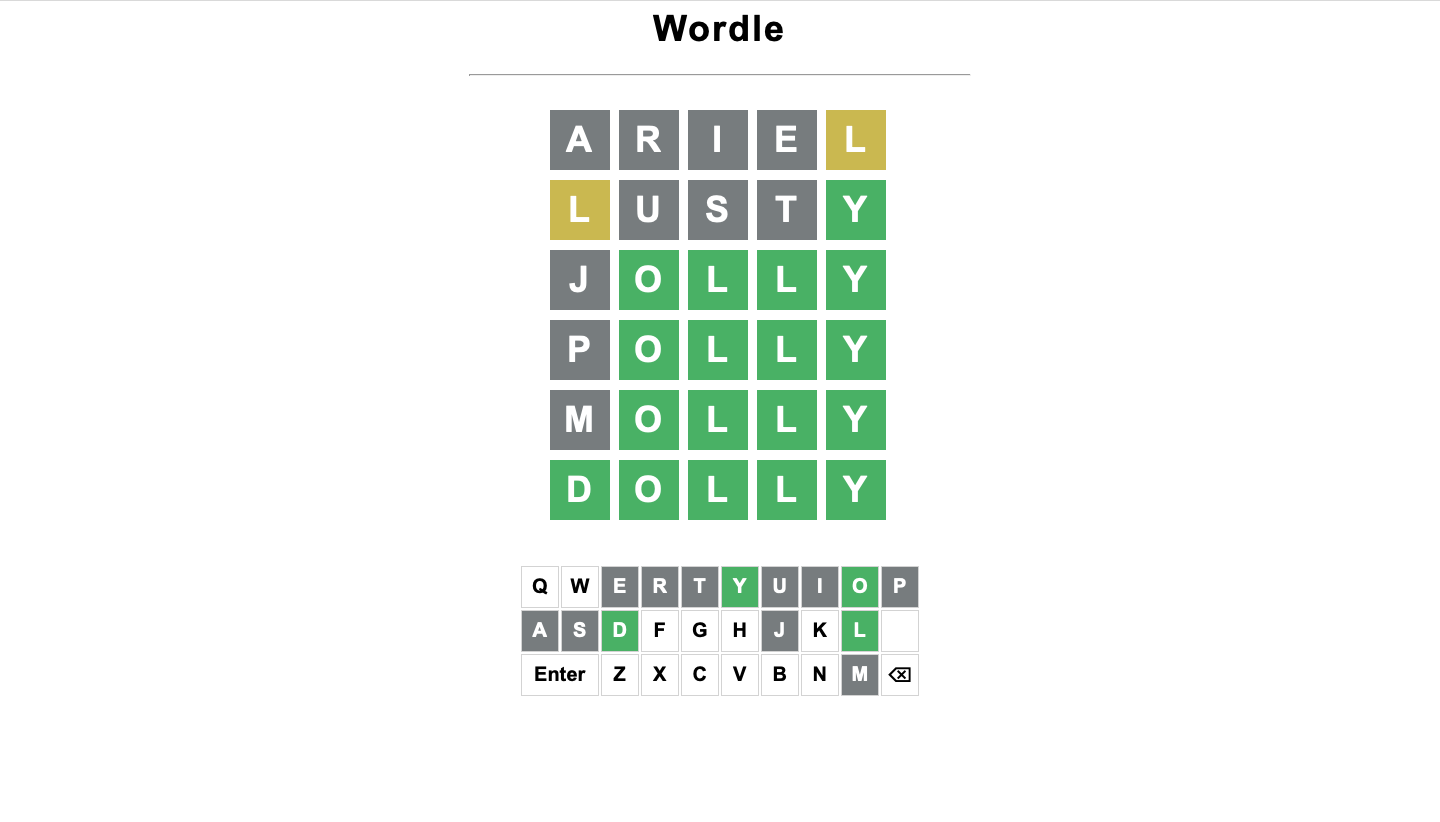 Wordle
A R I E L
L U S T Y
J O L L Y
P O L L Y
M O L L Y
D O L L Y
Q W E R T Y U I O P
A S D F G H J K L
Enter Z X C V B N M